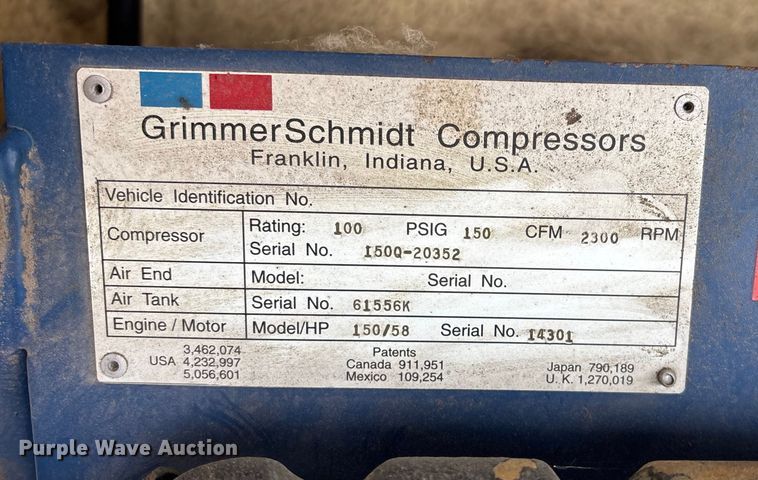 GrimmerSchmidt Compressors
Franklin, Indiana, U.S.A.
Vehicle Identification No.
Compressor
Rating: 100 PSIG 150 CFM 2300 RPM
Serial No. I50Q-20352
Air End Model: Serial No.
Air Tank Serial No. 61556K
Engine / Motor Model/HP 150/58 Serial No. I4301
Patents
USA 3,462,074
4,232,997
5,056,601
Canada 911,951
Mexico 109,254
Japan 790,189
U. K. 1,270,019
Purple Wave Auction